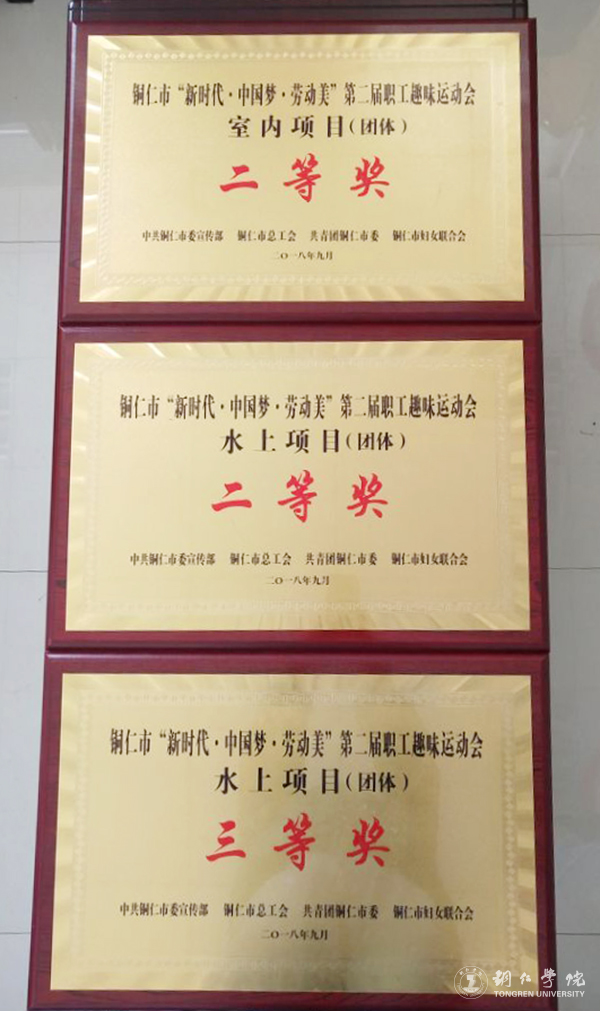 铜仁市“新时代·中国梦·劳动美”第二届职工趣味运动会
室内项目(团体)
二等奖
中共铜仁市委宣传部 铜仁市总工会 共青团铜仁市委 铜仁市妇女联合会
二〇一八年九月
铜仁市“新时代·中国梦·劳动美”第二届职工趣味运动会
水上项目(团体)
二等奖
中共铜仁市委宣传部 铜仁市总工会 共青团铜仁市委 铜仁市妇女联合会
二〇一八年九月
铜仁市“新时代·中国梦·劳动美”第二届职工趣味运动会
水上项目(团体)
三等奖
中共铜仁市委宣传部 铜仁市总工会 共青团铜仁市委 铜仁市妇女联合会
二〇一八年九月
铜仁学院
TONGREN UNIVERSITY